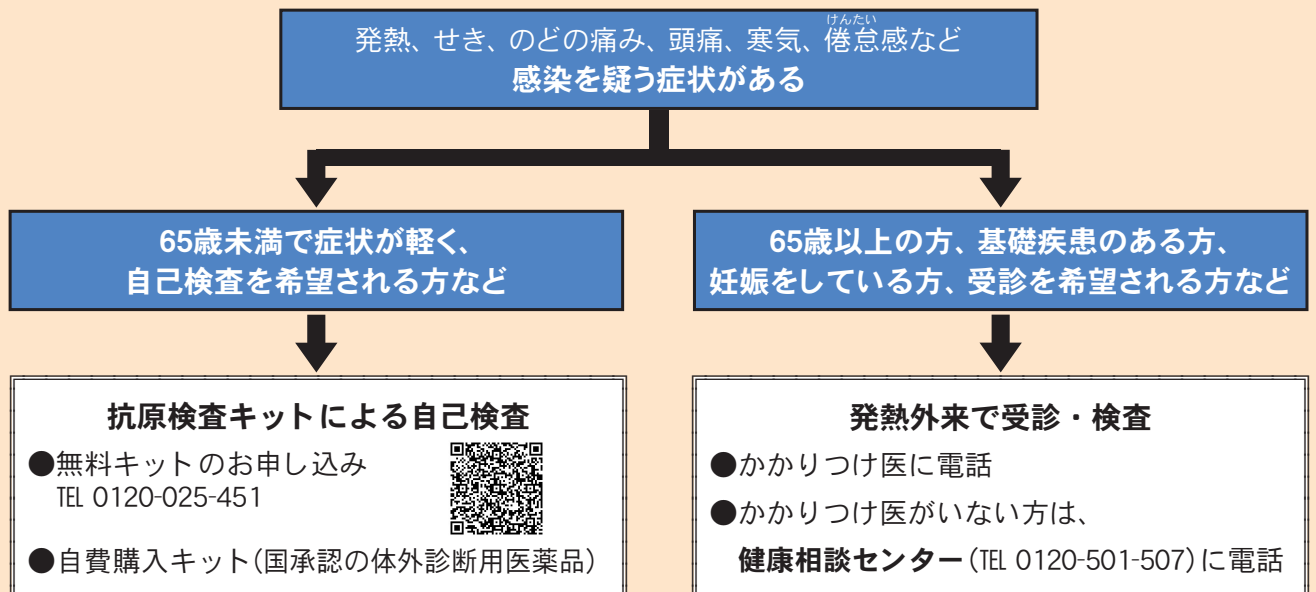 けんたい
発熱、せき、のどの痛み、頭痛、寒気、倦怠感など
感染を疑う症状がある
65歳未満で症状が軽く、
自己検査を希望される方など
65歳以上の方、基礎疾患のある方、
妊娠をしている方、受診を希望される方など
抗原検査キットによる自己検査
●無料キットのお申し込み
TEL 0120-025-451
●自費購入キット(国承認の体外診断用医薬品)
発熱外来で受診・検査
●かかりつけ医に電話
●かかりつけ医がいない方は、
健康相談センター(TEL 0120-501-507)に電話